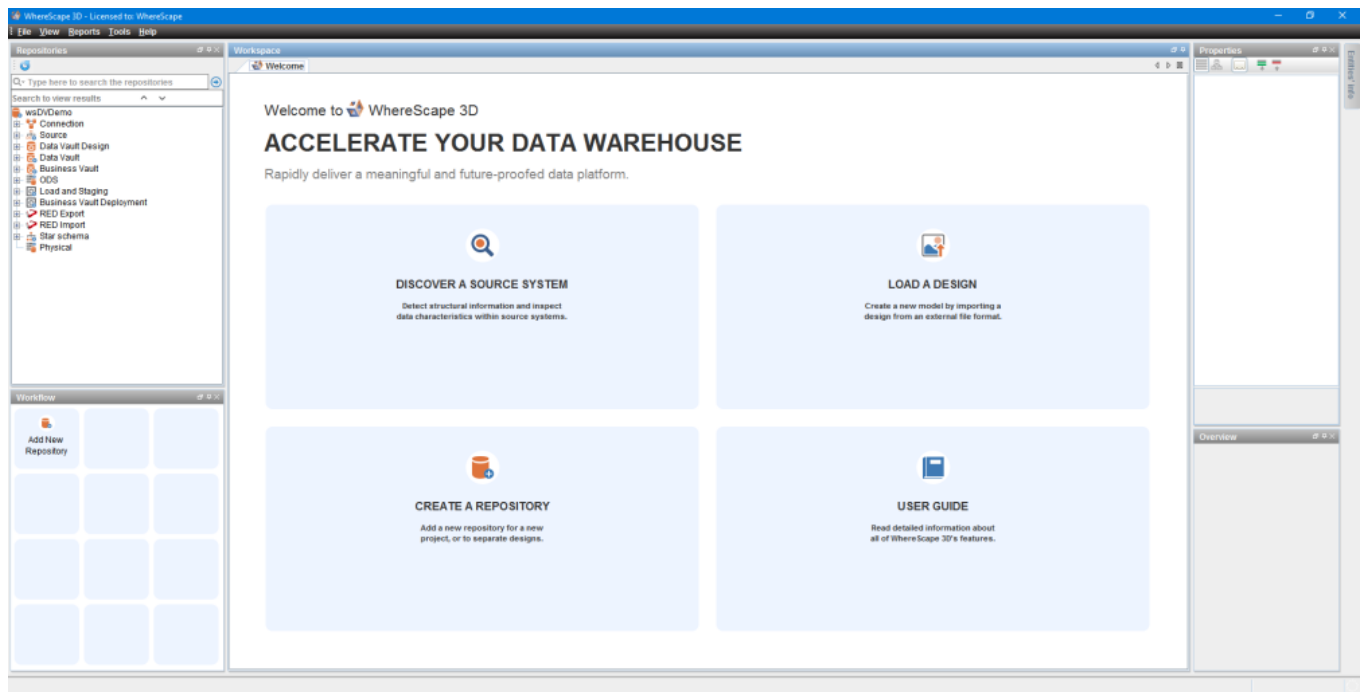 WhereScape 3D - Licensed to: WhereScape
File View Reports Tools Help
Repositories
Type here to search the repositories
Search to view results
wsDVDemo
Connection
Source
Data Vault Design
Data Vault
Business Vault
ODS
Load and Staging
Business Vault Deployment
RED Export
RED Import
Star schema
Physical
Workflow
Add New
Repository
Workspace
Welcome
Welcome to WhereScape 3D
ACCELERATE YOUR DATA WAREHOUSE
Rapidly deliver a meaningful and future-proofed data platform.
DISCOVER A SOURCE SYSTEM
Detect structural information and inspect
data characteristics within source systems.
LOAD A DESIGN
Create a new model by importing a
design from an external file format.
CREATE A REPOSITORY
Add a new repository for a new
project, or to separate designs.
USER GUIDE
Read detailed information about
all of WhereScape 3D's features.
Properties
Overview
Entities' info